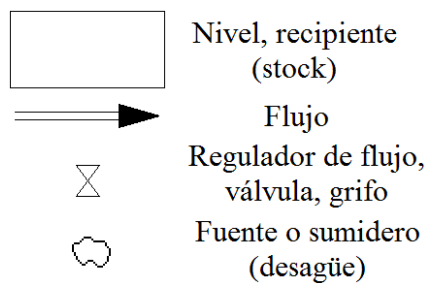 Nivel, recipiente
(stock)
Flujo
Regulador de flujo,
válvula, grifo
Fuente o sumidero
(desagüe)